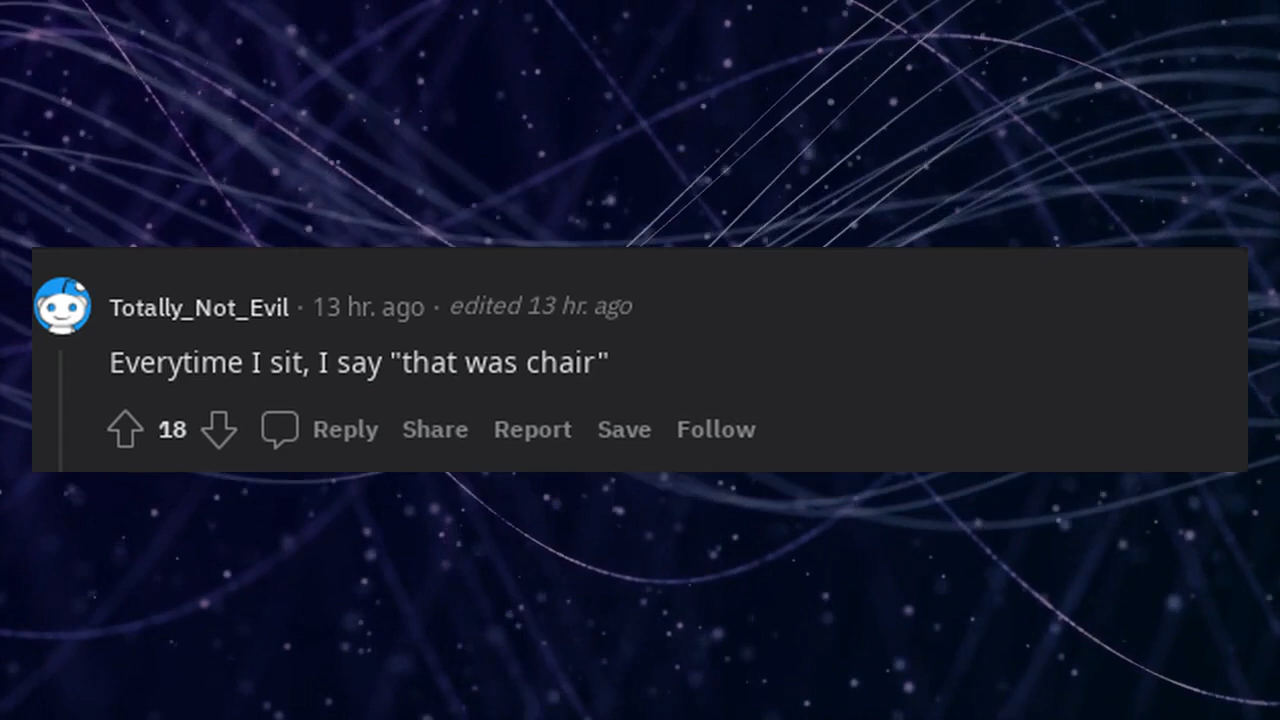 Totally_Not_Evil · 13 hr. ago · edited 13 hr. ago
Everytime I sit, I say "that was chair"
18 Reply Share Report Save Follow